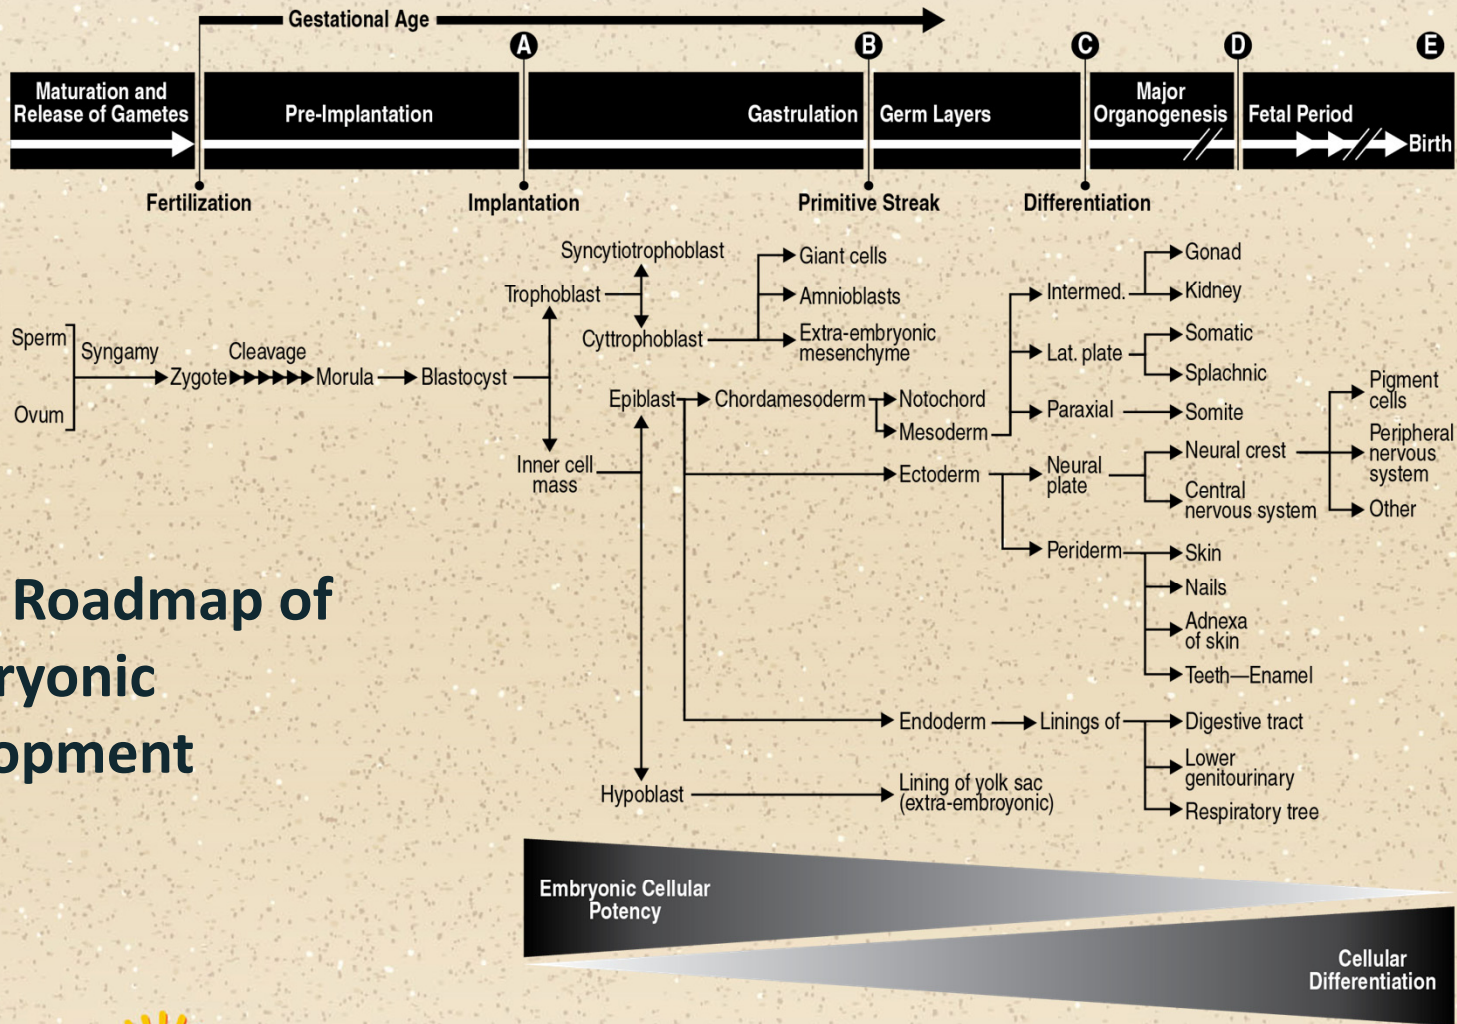 Gestational Age
A
B
C
D
E
Maturation and
Release of Gametes
Pre-Implantation
Gastrulation
Germ Layers
Major
Organogenesis
Fetal Period
Birth
Fertilization
Implantation
Primitive Streak
Differentiation
Sperm
Ovum
Syngamy
Zygote
Cleavage
Morula
Blastocyst
Trophoblast
Syncytiotrophoblast
Cyttrophoblast
Giant cells
Amnioblasts
Extra-embryonic
mesenchyme
Inner cell
mass
Epiblast
Chordamesoderm
Notochord
Mesoderm
Intermed.
Gonad
Kidney
Lat. plate
Somatic
Splachnic
Paraxial
Somite
Ectoderm
Neural
plate
Neural crest
Central
nervous system
Pigment
cells
Peripheral
nervous
system
Other
Periderm
Skin
Nails
Adnexa
of skin
Teeth—Enamel
Endoderm
Linings of
Digestive tract
Lower
genitourinary
Respiratory tree
Hypoblast
Lining of yolk sac
(extra-embroyonic)
Roadmap of
ryonic
opment
Embryonic Cellular
Potency
Cellular
Differentiation